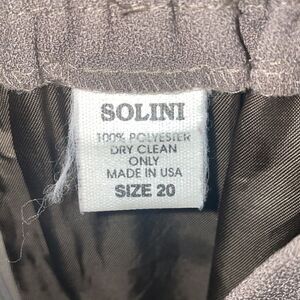 SOLINI
100% POLYESTER
DRY CLEAN
ONLY
MADE IN USA
SIZE 20